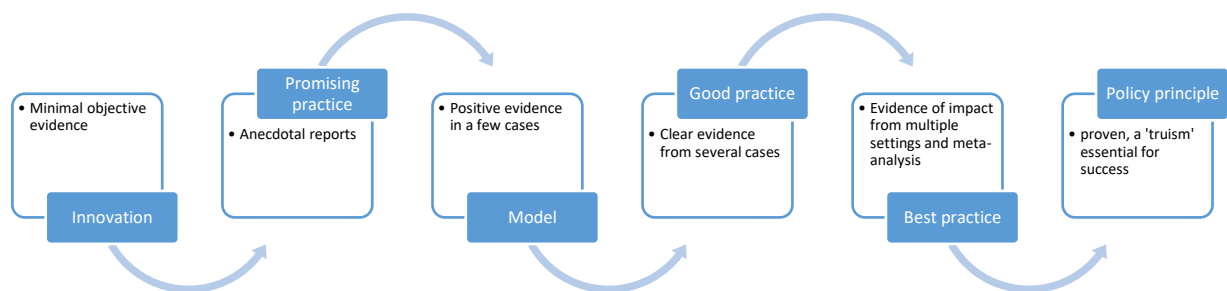 • Minimal objective
evidence
Innovation
Promising
practice
• Anecdotal reports
• Positive evidence
in a few cases
Model
Good practice
• Clear evidence
from several cases
• Evidence of impact
from multiple
settings and meta-
analysis
Best practice
Policy principle
• proven, a 'truism'
essential for
success